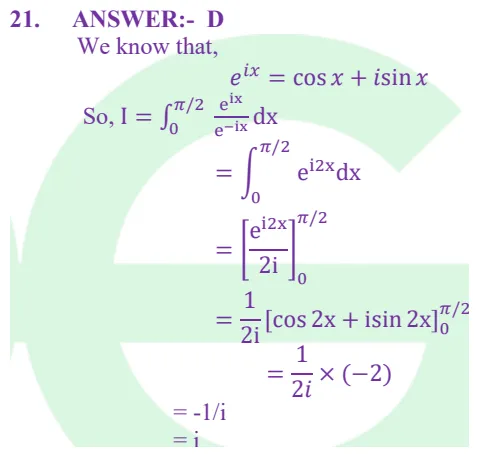 21. ANSWER:- D
We know that,
e^{ix} = cos x + i sin x
So, I = ∫_0^{π/2} e^{ix}/e^{−ix} dx
= ∫_0^{π/2} e^{i2x} dx
= [e^{i2x}/2i]_0^{π/2}
= 1/2i [cos 2x + isin 2x]_0^{π/2}
= 1/2i × (−2)
= -1/i
= i